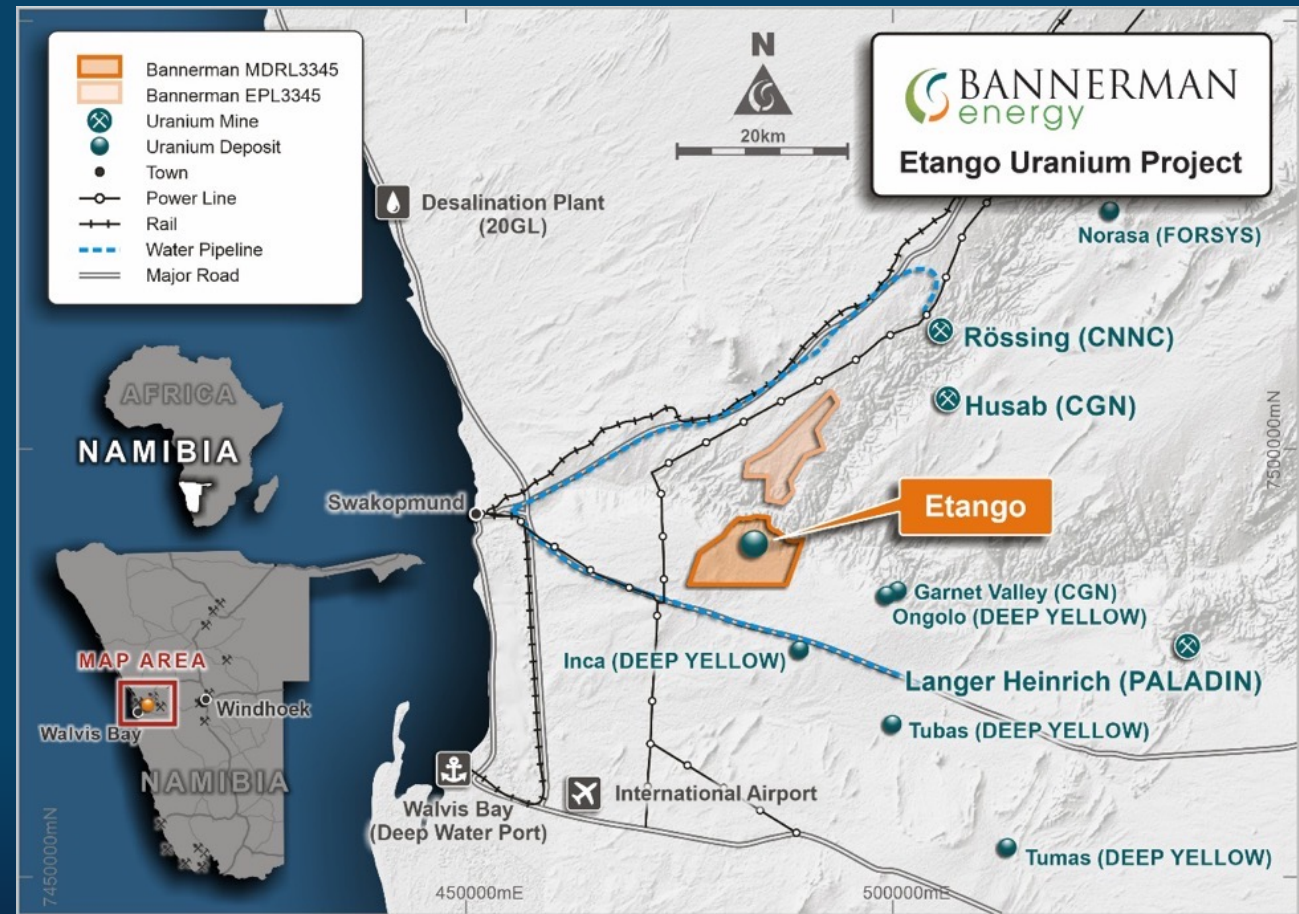 Bannerman MDRL3345
Bannerman EPL3345
Uranium Mine
Uranium Deposit
Town
Power Line
Rail
Water Pipeline
Major Road
N
20km
BANNERMAN
energy
Etango Uranium Project
Desalination Plant
(20GL)
Norasa (FORSYS)
Rössing (CNNC)
Husab (CGN)
7500000mN
AFRICA
NAMIBIA
Swakopmund
Etango
Garnet Valley (CGN)
Ongolo (DEEP YELLOW)
Inca (DEEP YELLOW)
Langer Heinrich (PALADIN)
Tubas (DEEP YELLOW)
MAP AREA
Windhoek
Walvis Bay
NAMIBIA
International Airport
Walvis Bay
(Deep Water Port)
Tumas (DEEP YELLOW)
7450000mN
450000mE
500000mE